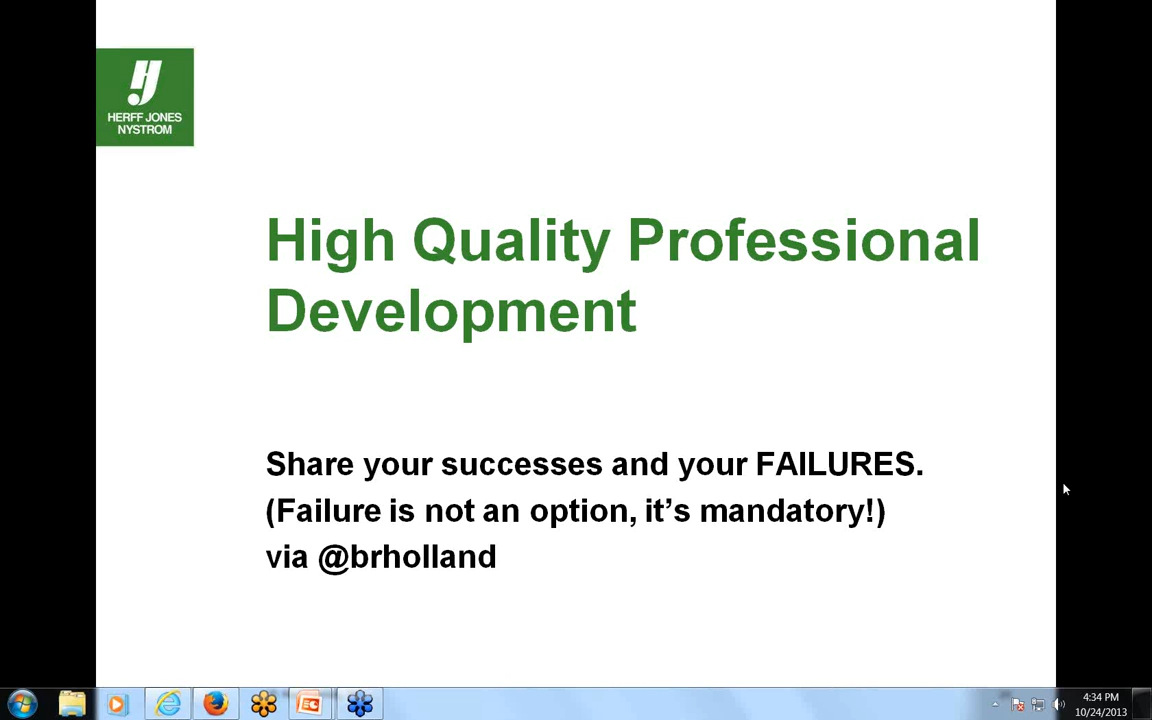 HERFF JONES
NYSTROM
High Quality Professional
Development
Share your successes and your FAILURES.
(Failure is not an option, it’s mandatory!)
via @brholland
4:34 PM
10/24/2013